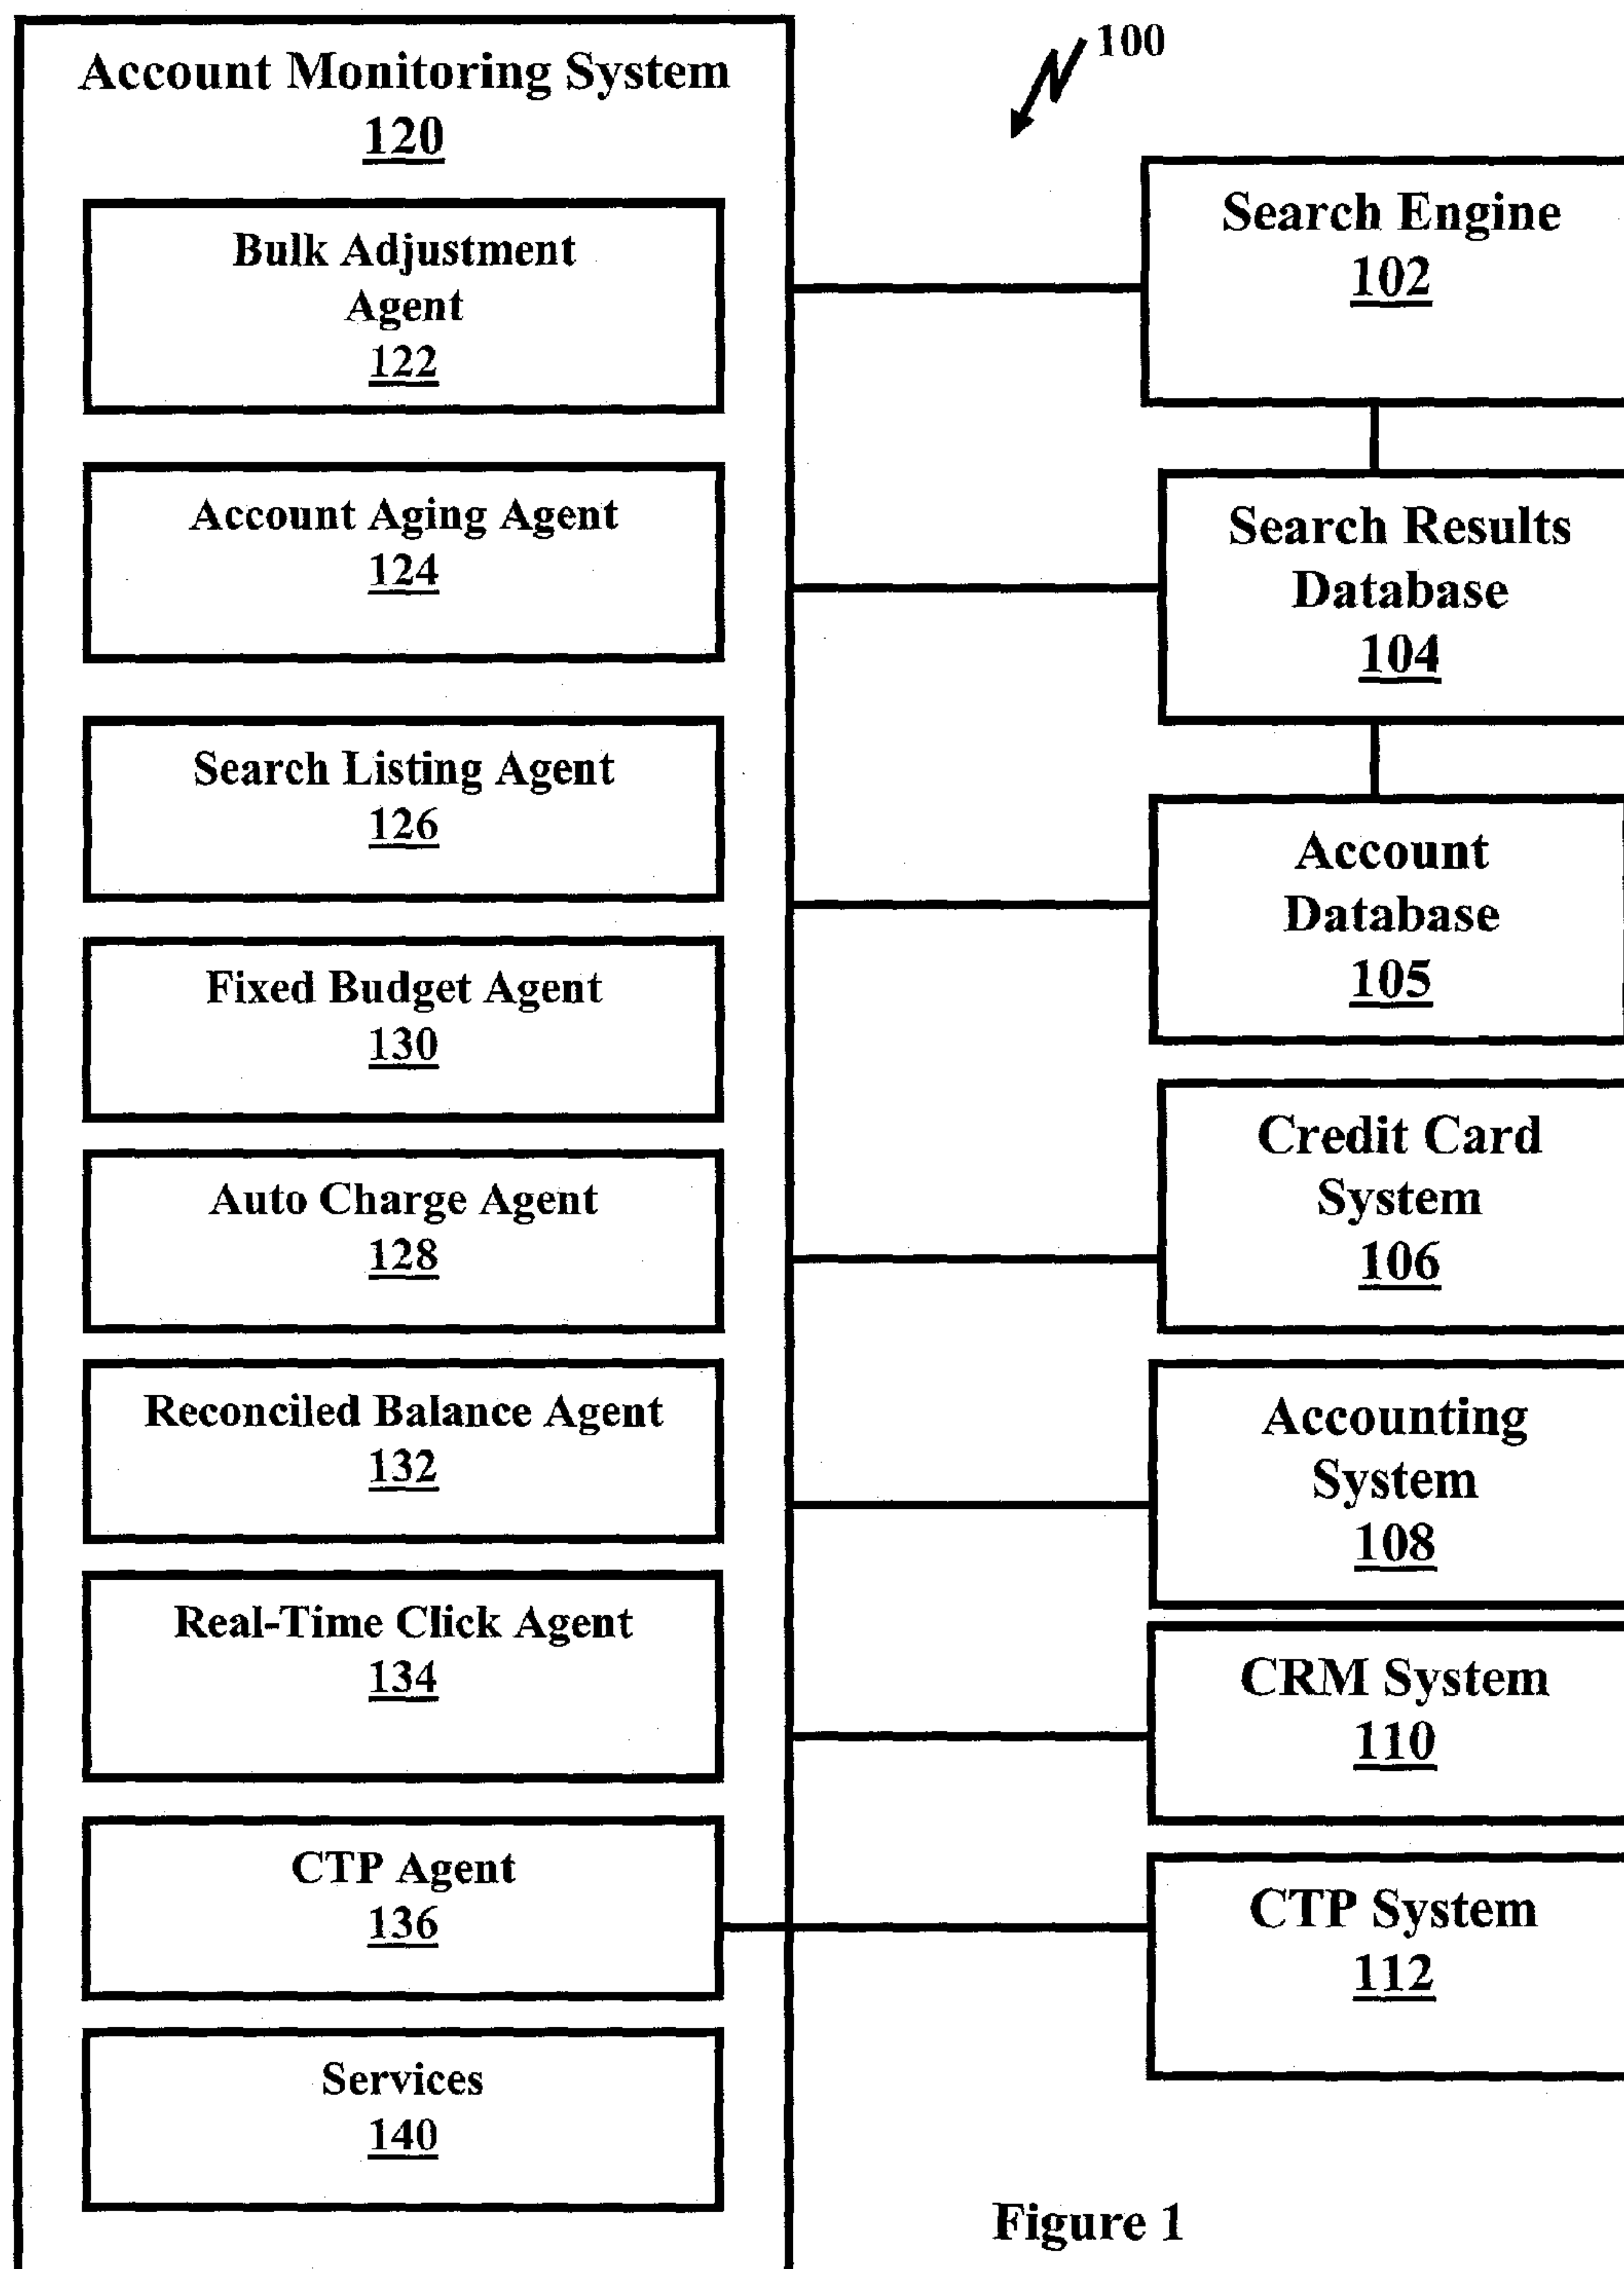 Account Monitoring System
120
Bulk Adjustment
Agent
122
Account Aging Agent
124
Search Listing Agent
126
Fixed Budget Agent
130
Auto Charge Agent
128
Reconciled Balance Agent
132
Real-Time Click Agent
134
CTP Agent
136
Services
140
100
Search Engine
102
Search Results
Database
104
Account
Database
105
Credit Card
System
106
Accounting
System
108
CRM System
110
CTP System
112
Figure 1